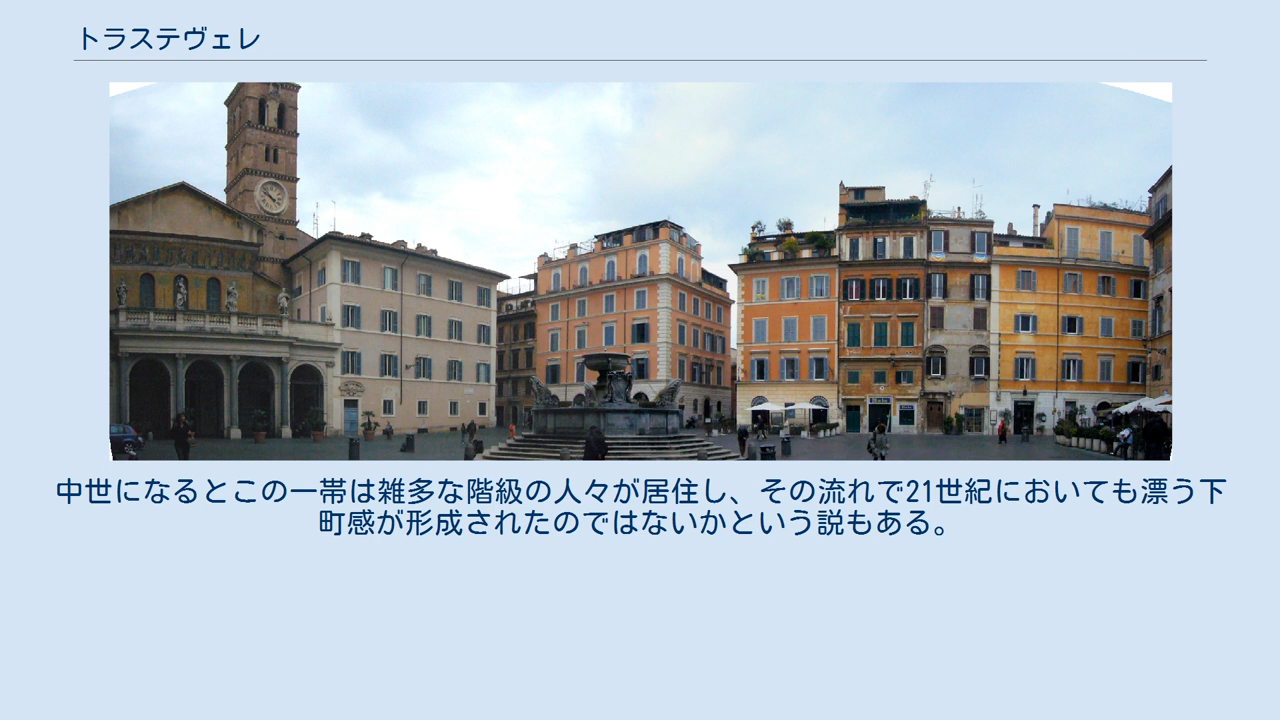 トラステヴェレ
中世になるとこの一帯は雑多な階級の人々が居住し、その流れで21世紀においても漂う下
町感が形成されたのではないかという説もある。